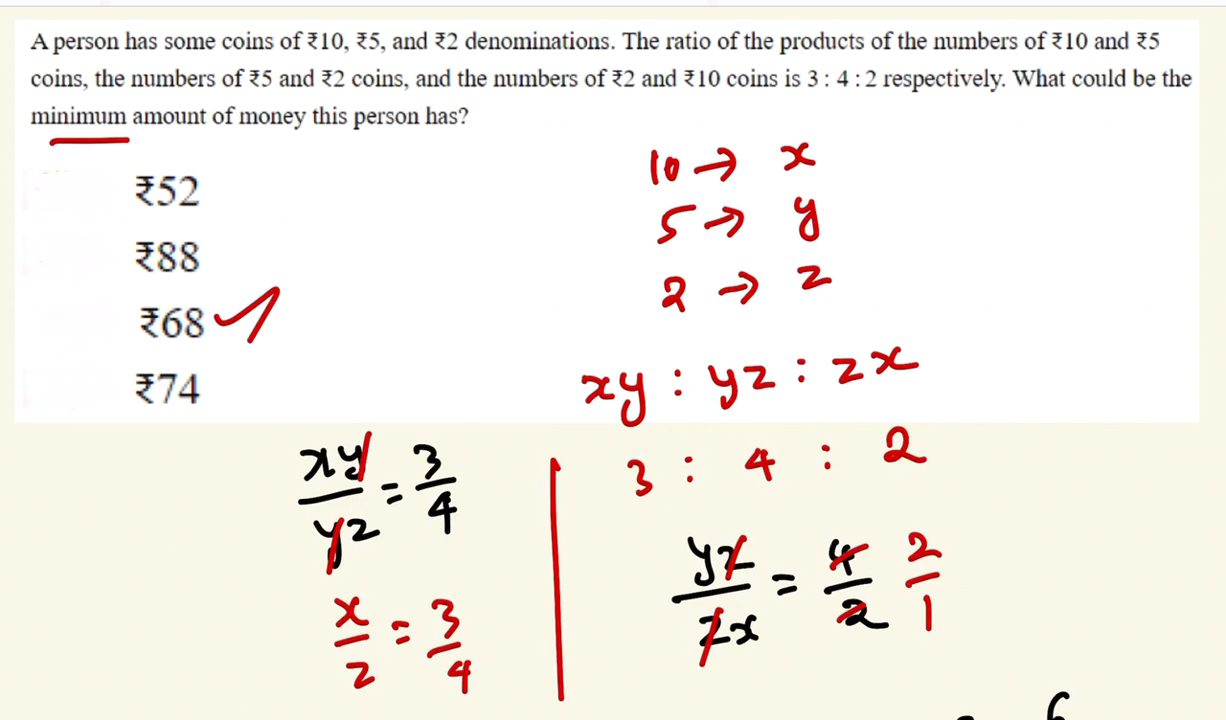 A person has some coins of ₹10, ₹5, and ₹2 denominations. The ratio of the products of the numbers of ₹10 and ₹5
coins, the numbers of ₹5 and ₹2 coins, and the numbers of ₹2 and ₹10 coins is 3 : 4 : 2 respectively. What could be the
minimum amount of money this person has?
₹52
₹88
₹68
₹74
10 → x
5 → y
2 → z
xy : yz : zx
3 : 4 : 2
xy/yz = 3/4
x/z = 3/4
yz/zx = 4/2 2/1
6